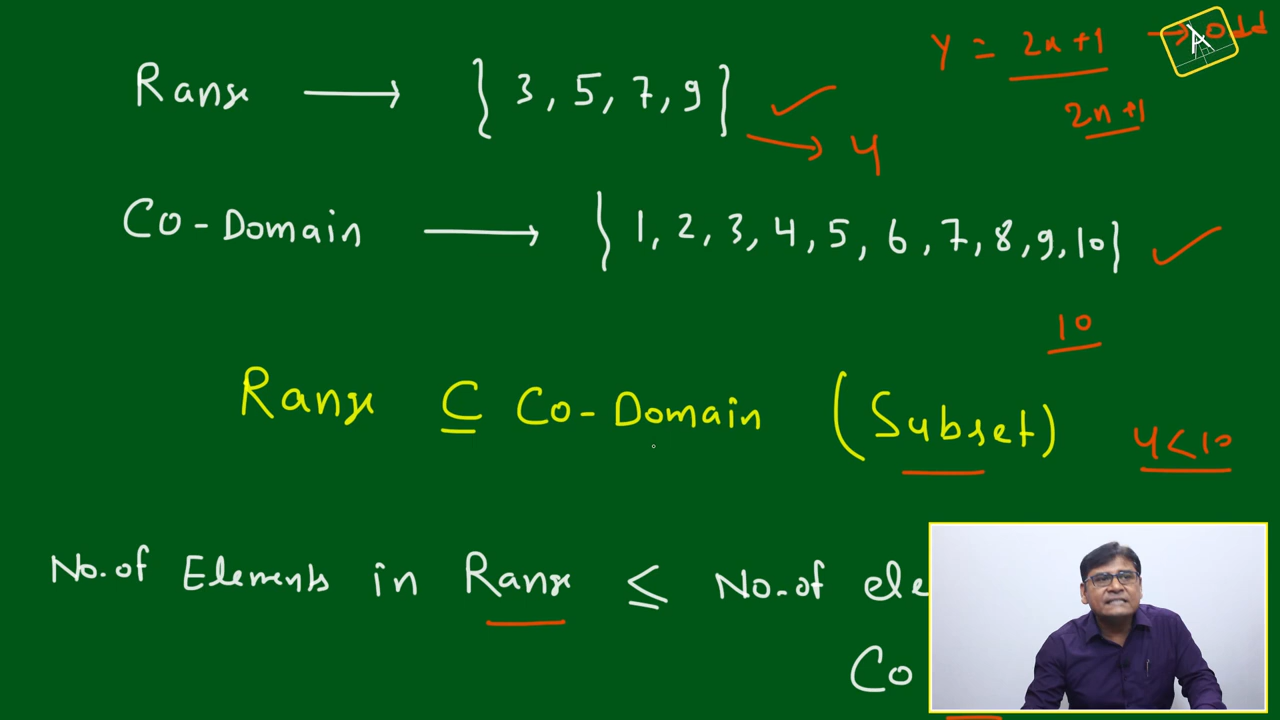 y = 2x+1 → odd
Range → { 3, 5, 7, 9 } ✓
2n+1
→ 4
Co-Domain → { 1, 2, 3, 4, 5, 6, 7, 8, 9, 10 } ✓
10
Range ⊆ Co-Domain (Subset)
4 < 10
No. of Elements in Range ≤ No. of ele
Co